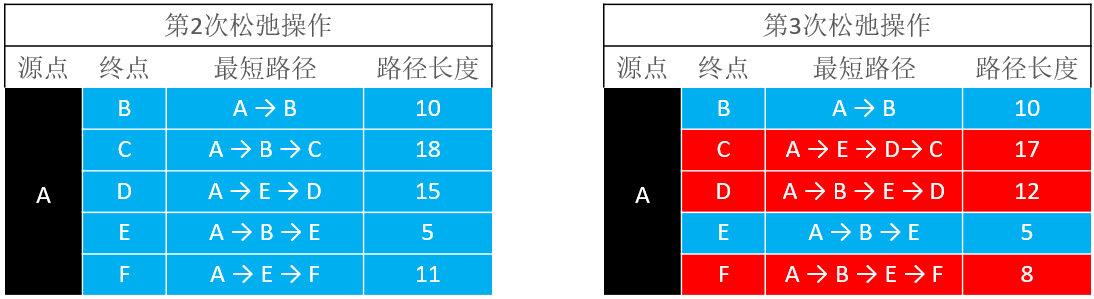 第2次松弛操作
源点 终点 最短路径 路径长度
A
B A → B 10
C A → B → C 18
D A → E → D 15
E A → B → E 5
F A → E → F 11
第3次松弛操作
源点 终点 最短路径 路径长度
A
B A → B 10
C A → E → D→ C 17
D A → B → E → D 12
E A → B → E 5
F A → B → E → F 8